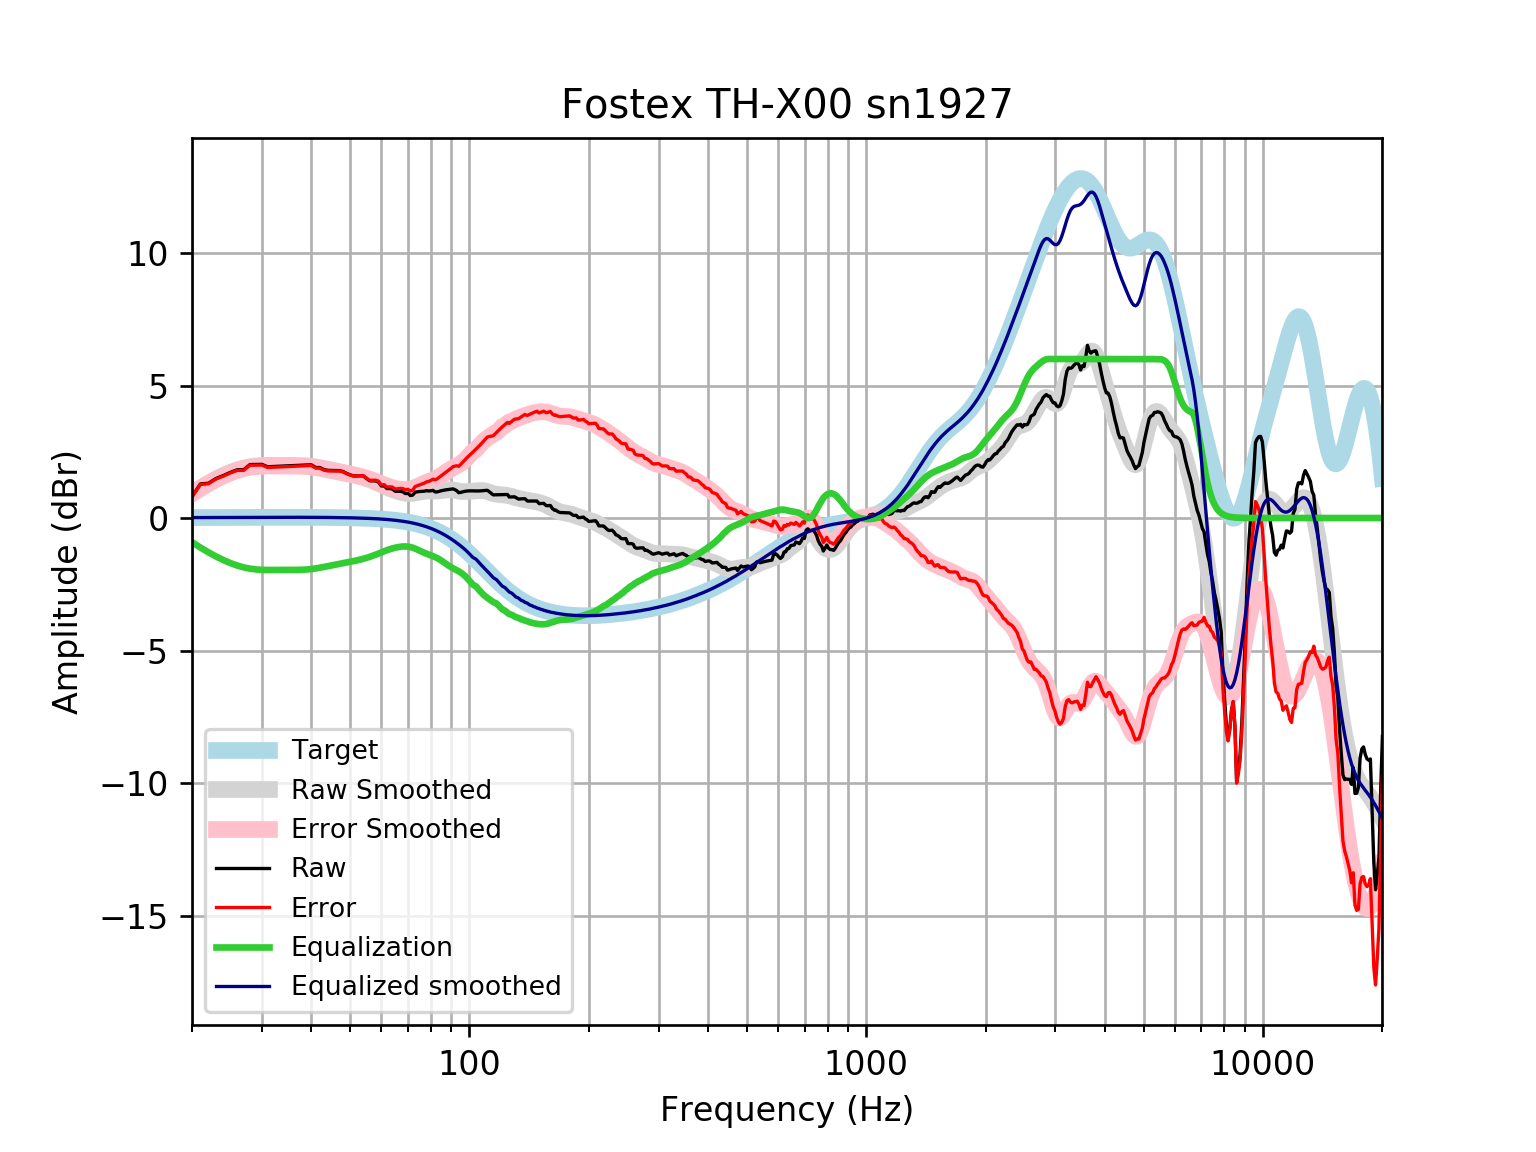 Fostex TH-X00 sn1927
Amplitude (dBr)
10
5
0
−5
−10
−15
Target
Raw Smoothed
Error Smoothed
Raw
Error
Equalization
Equalized smoothed
100
1000
10000
Frequency (Hz)